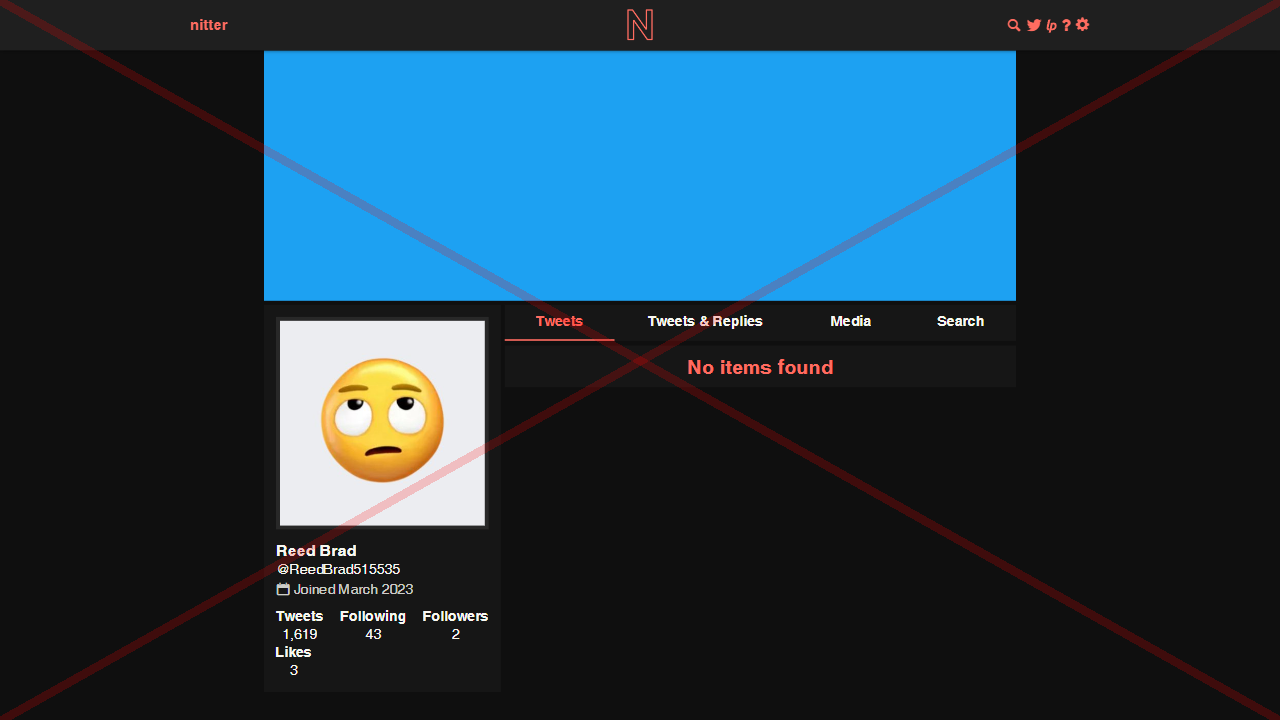 nitter
N
lp ?
Tweets Tweets & Replies Media Search
No items found
Reed Brad
@ReedBrad515535
Joined March 2023
Tweets Following Followers
1,619 43 2
Likes
3